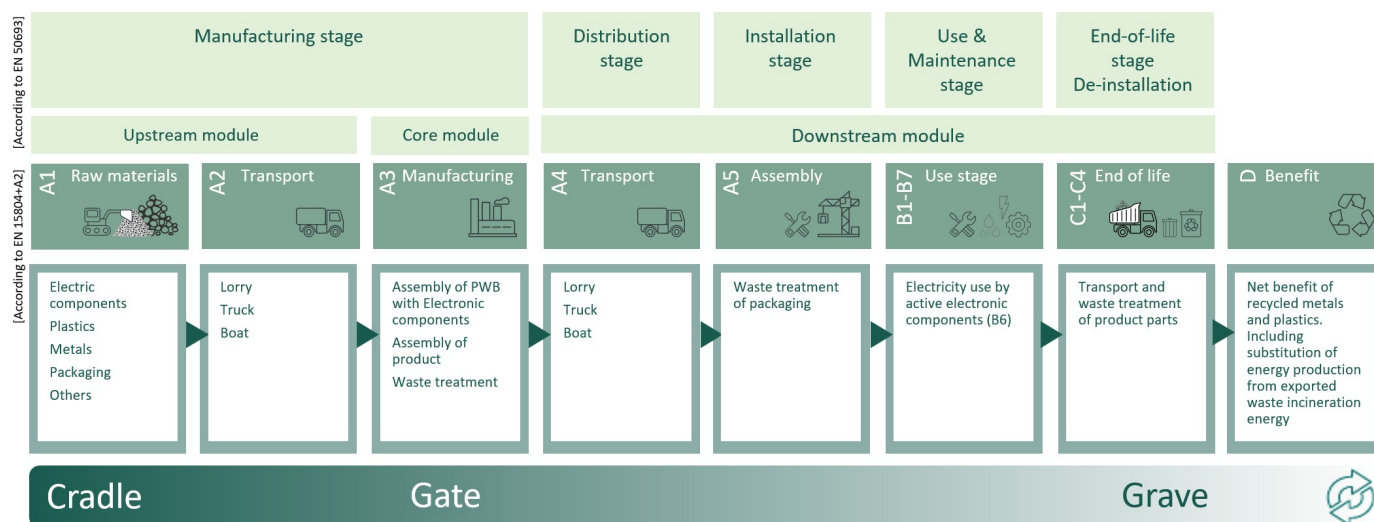 [According to EN 50693]
Manufacturing stage
Distribution
stage
Installation
stage
Use &
Maintenance
stage
End-of-life
stage
De-installation
Upstream module
Core module
Downstream module
[According to EN 15804+A2]
A1
Raw materials
A2
Transport
A3
Manufacturing
A4
Transport
A5
Assembly
B1-B7
Use stage
C1-C4
End of life
D
Benefit
Electric
components
Plastics
Metals
Packaging
Others
Lorry
Truck
Boat
Assembly of PWB
with Electronic
components
Assembly of
product
Waste treatment
Lorry
Truck
Boat
Waste treatment
of packaging
Electricity use by
active electronic
components (B6)
Transport and
waste treatment
of product parts
Net benefit of
recycled metals
and plastics.
Including
substitution of
energy production
from exported
waste incineration
energy
Cradle
Gate
Grave